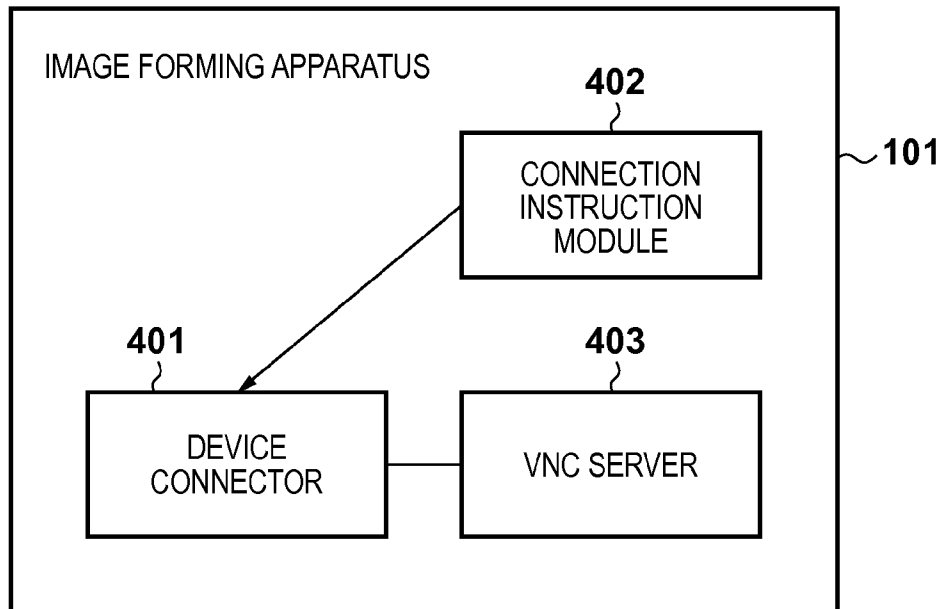 IMAGE FORMING APPARATUS
402
101
CONNECTION
INSTRUCTION
MODULE
401
403
DEVICE
CONNECTOR
VNC SERVER